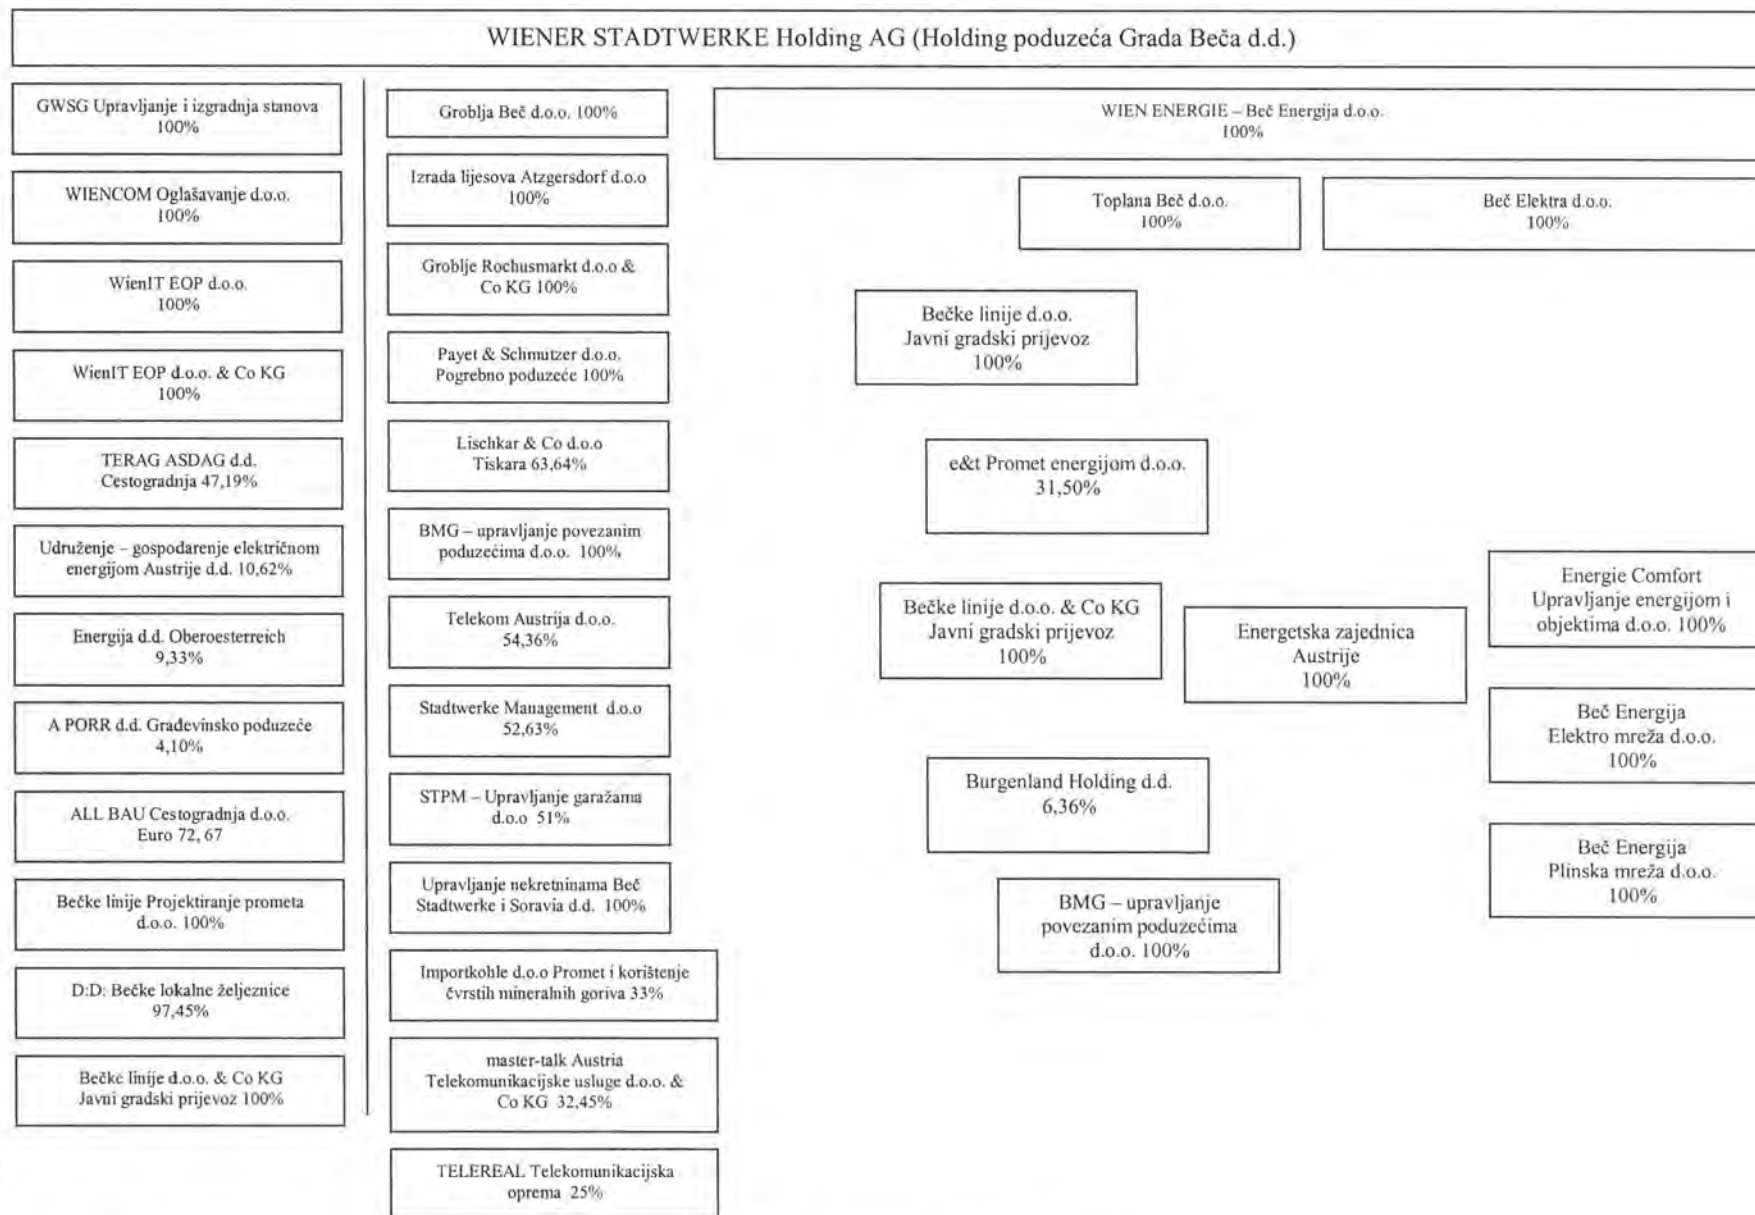 WIENER STADTWERKE Holding AG (Holding poduzeća Grada Beča d.d.)
GWSG Upravljanje i izgradnja stanova
100%
WIENCOM Oglašavanje d.o.o.
100%
WienIT EOP d.o.o.
100%
WienIT EOP d.o.o. & Co KG
100%
TERAG ASDAG d.d.
Cestogradnja 47,19%
Udruženje – gospodarenje električnom
energijom Austrije d.d. 10,62%
Energija d.d. Oberoesterreich
9,33%
A PORR d.d. Građevinsko poduzeće
4,10%
ALL BAU Cestogradnja d.o.o.
Euro 72, 67
Bečke linije Projektiranje prometa
d.o.o. 100%
D:D: Bečke lokalne željeznice
97,45%
Bečke linije d.o.o. & Co KG
Javni gradski prijevoz 100%
Groblja Beč d.o.o. 100%
Izrada lijesova Atzgersdorf d.o.o
100%
Groblje Rochusmarkt d.o.o &
Co KG 100%
Payet & Schmutzer d.o.o.
Pogrebno poduzeće 100%
Lischkar & Co d.o.o
Tiskara 63,64%
BMG – upravljanje povezanim
poduzećima d.o.o. 100%
Telekom Austrija d.o.o.
54,36%
Stadtwerke Management d.o.o
52,63%
STPM – Upravljanje garažama
d.o.o 51%
Upravljanje nekretninama Beč
Stadtwerke i Soravia d.d. 100%
Importkohle d.o.o Promet i korištenje
čvrstih mineralnih goriva 33%
master-talk Austria
Telekomunikacijske usluge d.o.o. &
Co KG 32,45%
TELEREAL Telekomunikacijska
oprema 25%
WIEN ENERGIE – Beč Energija d.o.o.
100%
Toplana Beč d.o.o.
100%
Beč Elektra d.o.o.
100%
Bečke linije d.o.o.
Javni gradski prijevoz
100%
e&t Promet energijom d.o.o.
31,50%
Bečke linije d.o.o. & Co KG
Javni gradski prijevoz
100%
Energetska zajednica
Austrije
100%
Burgenland Holding d.d.
6,36%
BMG – upravljanje
povezanim poduzećima
d.o.o. 100%
Energie Comfort
Upravljanje energijom i
objektima d.o.o. 100%
Beč Energija
Elektro mreža d.o.o.
100%
Beč Energija
Plinska mreža d.o.o.
100%